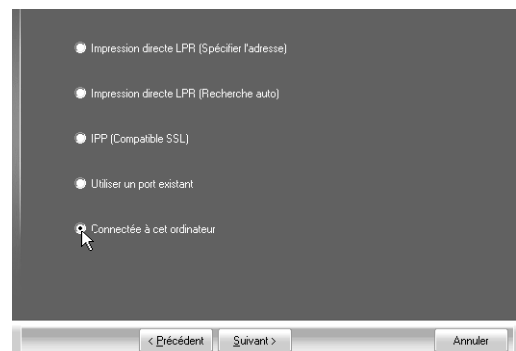 Impression directe LPR (Spécifier l'adresse)
Impression directe LPR (Recherche auto)
IPP (Compatible SSL)
Utiliser un port existant
Connectée à cet ordinateur
< Précédent Suivant > Annuler